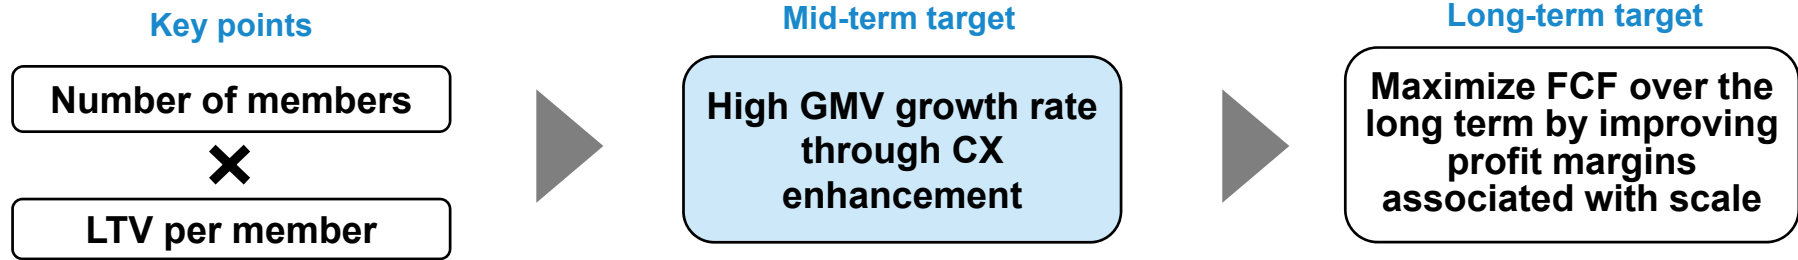 Key points
Number of members
×
LTV per member
Mid-term target
High GMV growth rate
through CX
enhancement
Long-term target
Maximize FCF over the
long term by improving
profit margins
associated with scale